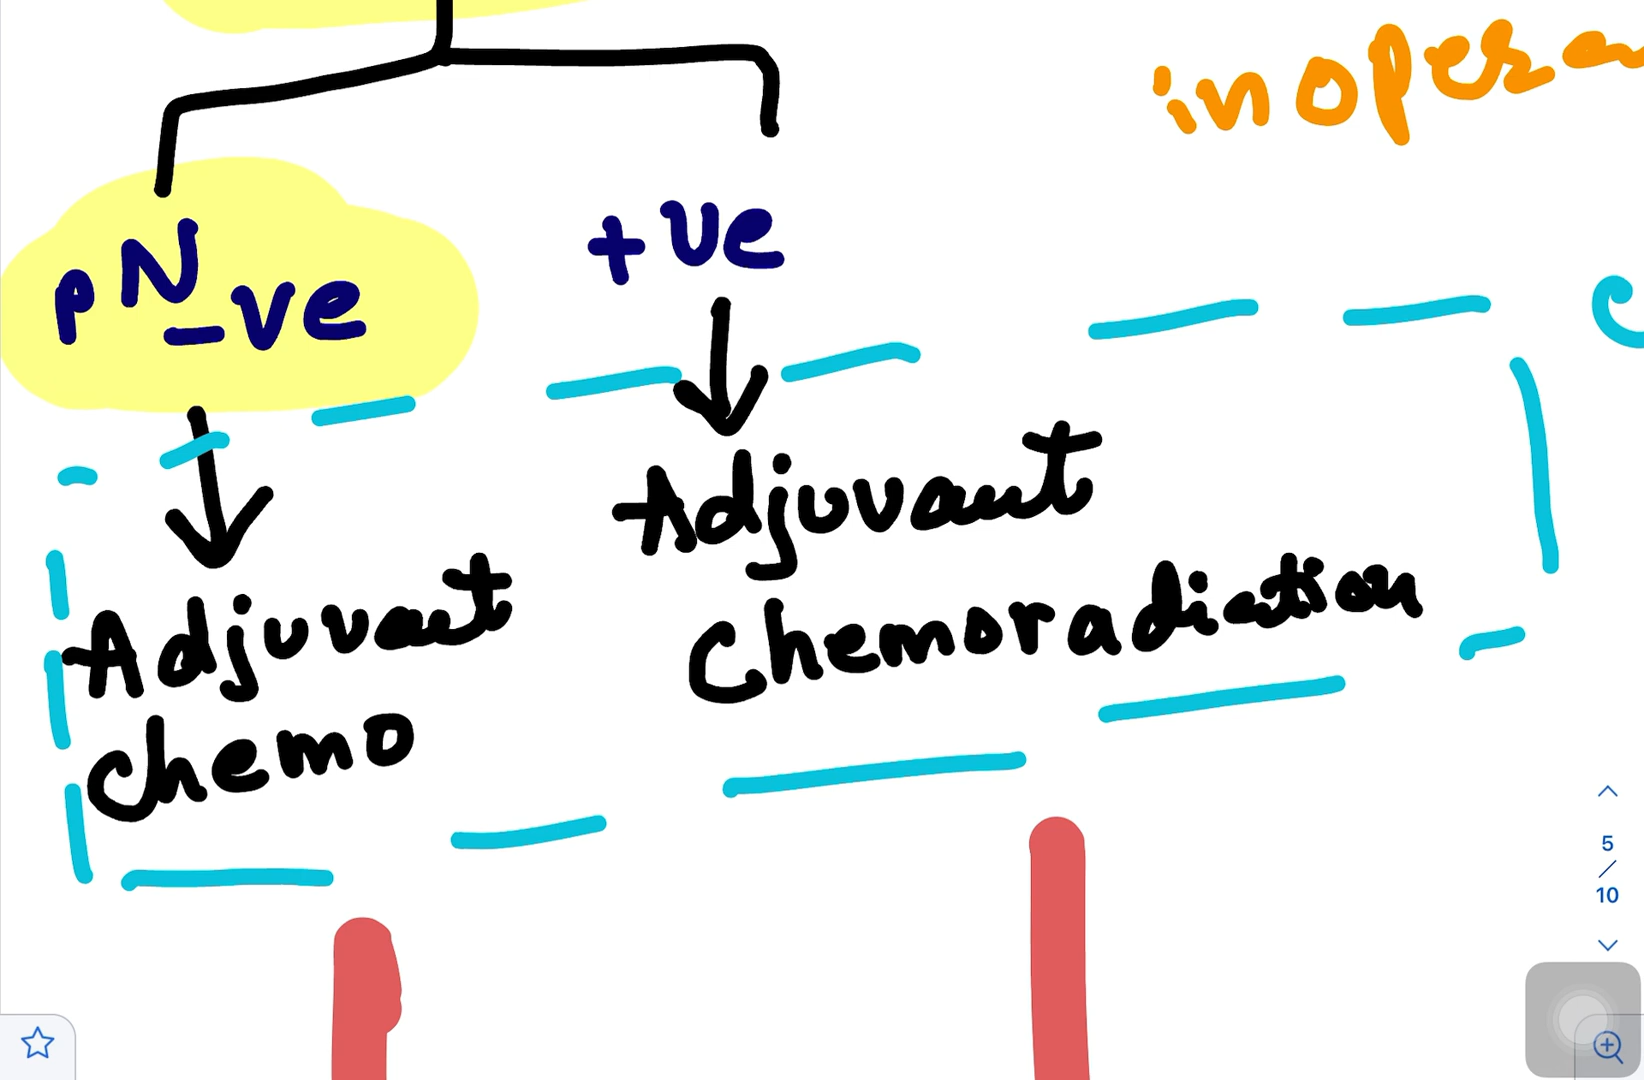 inoper
pN -ve
+ve
Adjuvant
Chemoradiation
Adjuvant
chemo
5
/
10